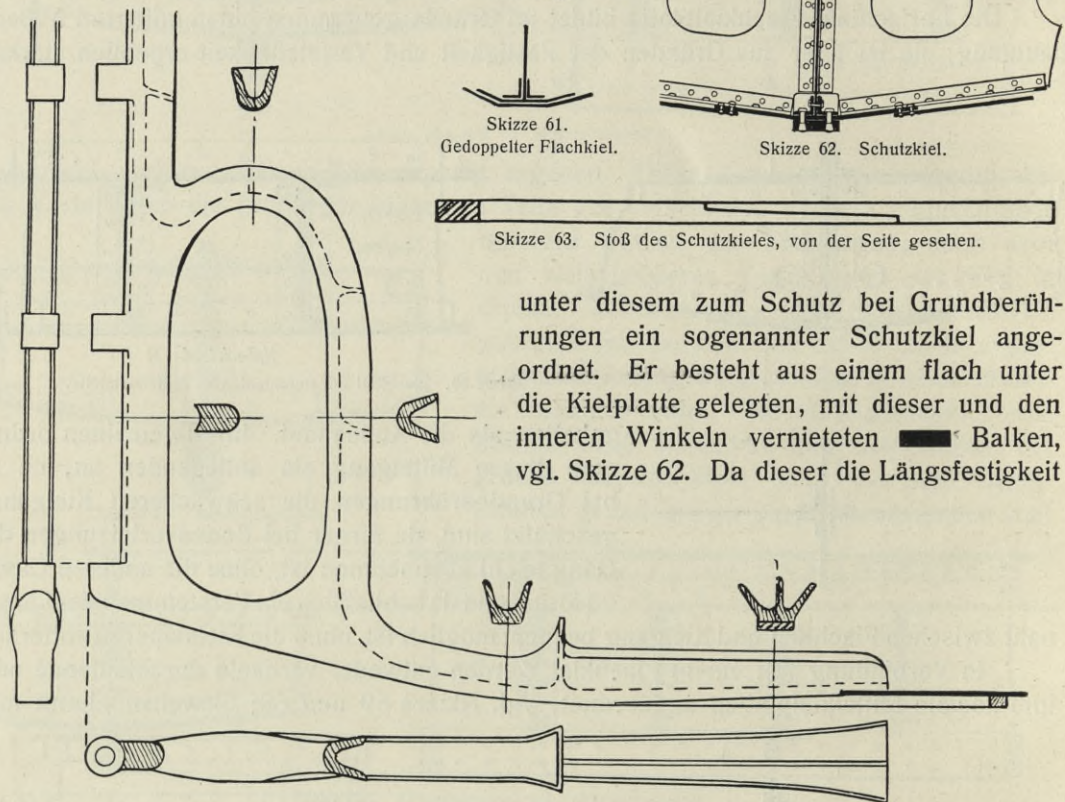 Skizze 61.
Gedoppelter Flachkiel.
Skizze 62. Schutzkiel.
Skizze 63. Stoß des Schutzkieles, von der Seite gesehen.
unter diesem zum Schutz bei Grundberüh-
rungen ein sogenannter Schutzkiel ange-
ordnet. Er besteht aus einem flach unter
die Kielplatte gelegten, mit dieser und den
inneren Winkeln vernieteten ▬ Balken,
vgl. Skizze 62. Da dieser die Längsfestigkeit